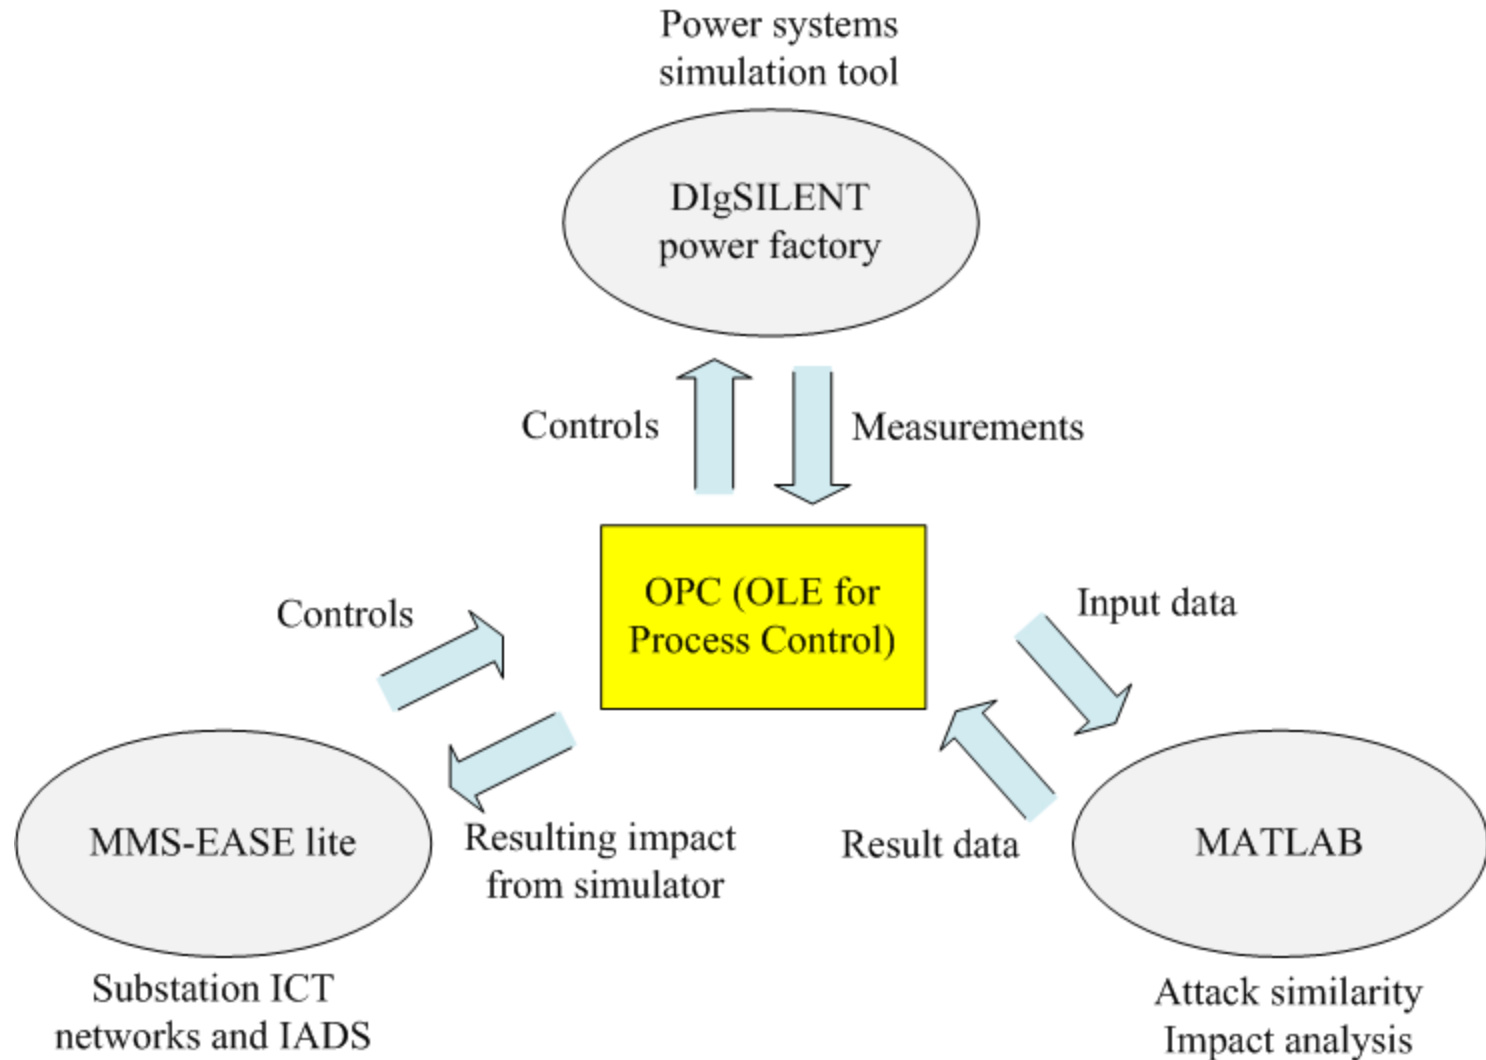 Power systems
simulation tool
DIgSILENT
power factory
Controls
Measurements
OPC (OLE for
Process Control)
Controls
Input data
Resulting impact
from simulator
Result data
MMS-EASE lite
MATLAB
Substation ICT
networks and IADS
Attack similarity
Impact analysis